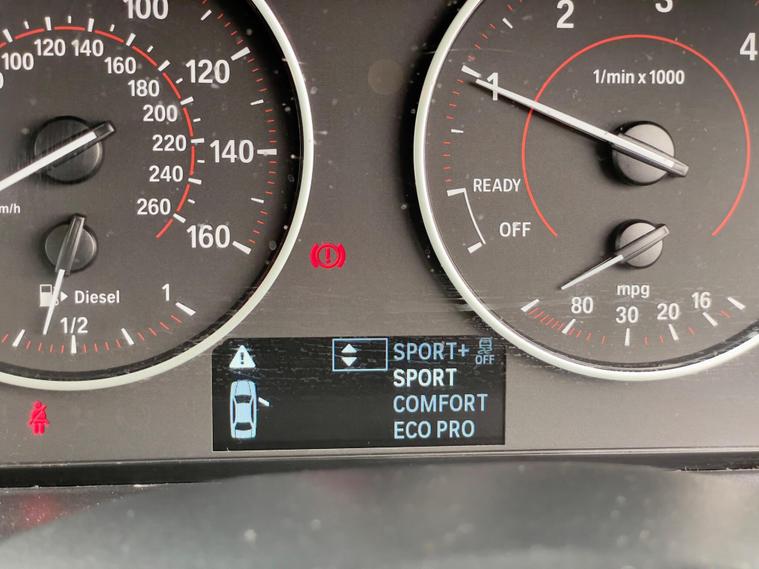 100
120
140
160
100
120
140
160
180
200
220
240
260
m/h
Diesel
1/2
1
2
3
4
1
1/min x 1000
READY
OFF
mpg
80
30
20
16
SPORT+
OFF
SPORT
COMFORT
ECO PRO